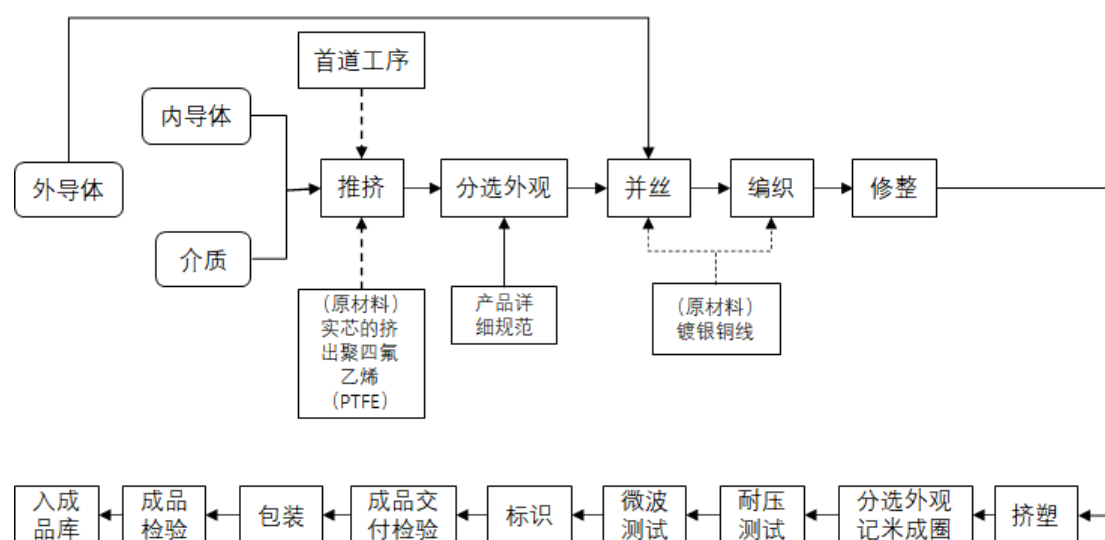 首道工序
内导体
外导体
推挤
分选外观
并丝
编织
修整
介质
(原材料)
实芯的挤
出聚四氟
乙烯
(PTFE)
产品详
细规范
(原材料)
镀银铜线
入成
品库
成品
检验
包装
成品交
付检验
标识
微波
测试
耐压
测试
分选外观
记米成圈
挤塑